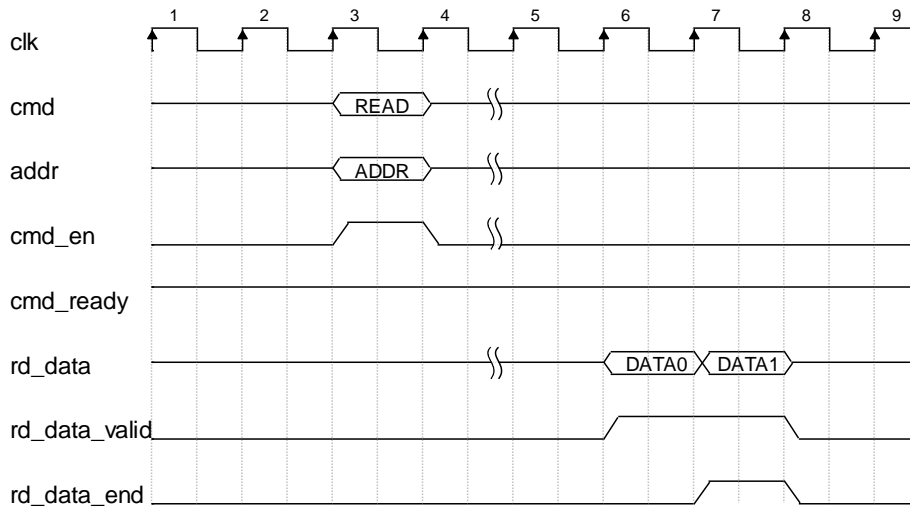 1 2 3 4 5 6 7 8 9
clk
cmd READ
addr ADDR
cmd_en
cmd_ready
rd_data DATA0 DATA1
rd_data_valid
rd_data_end